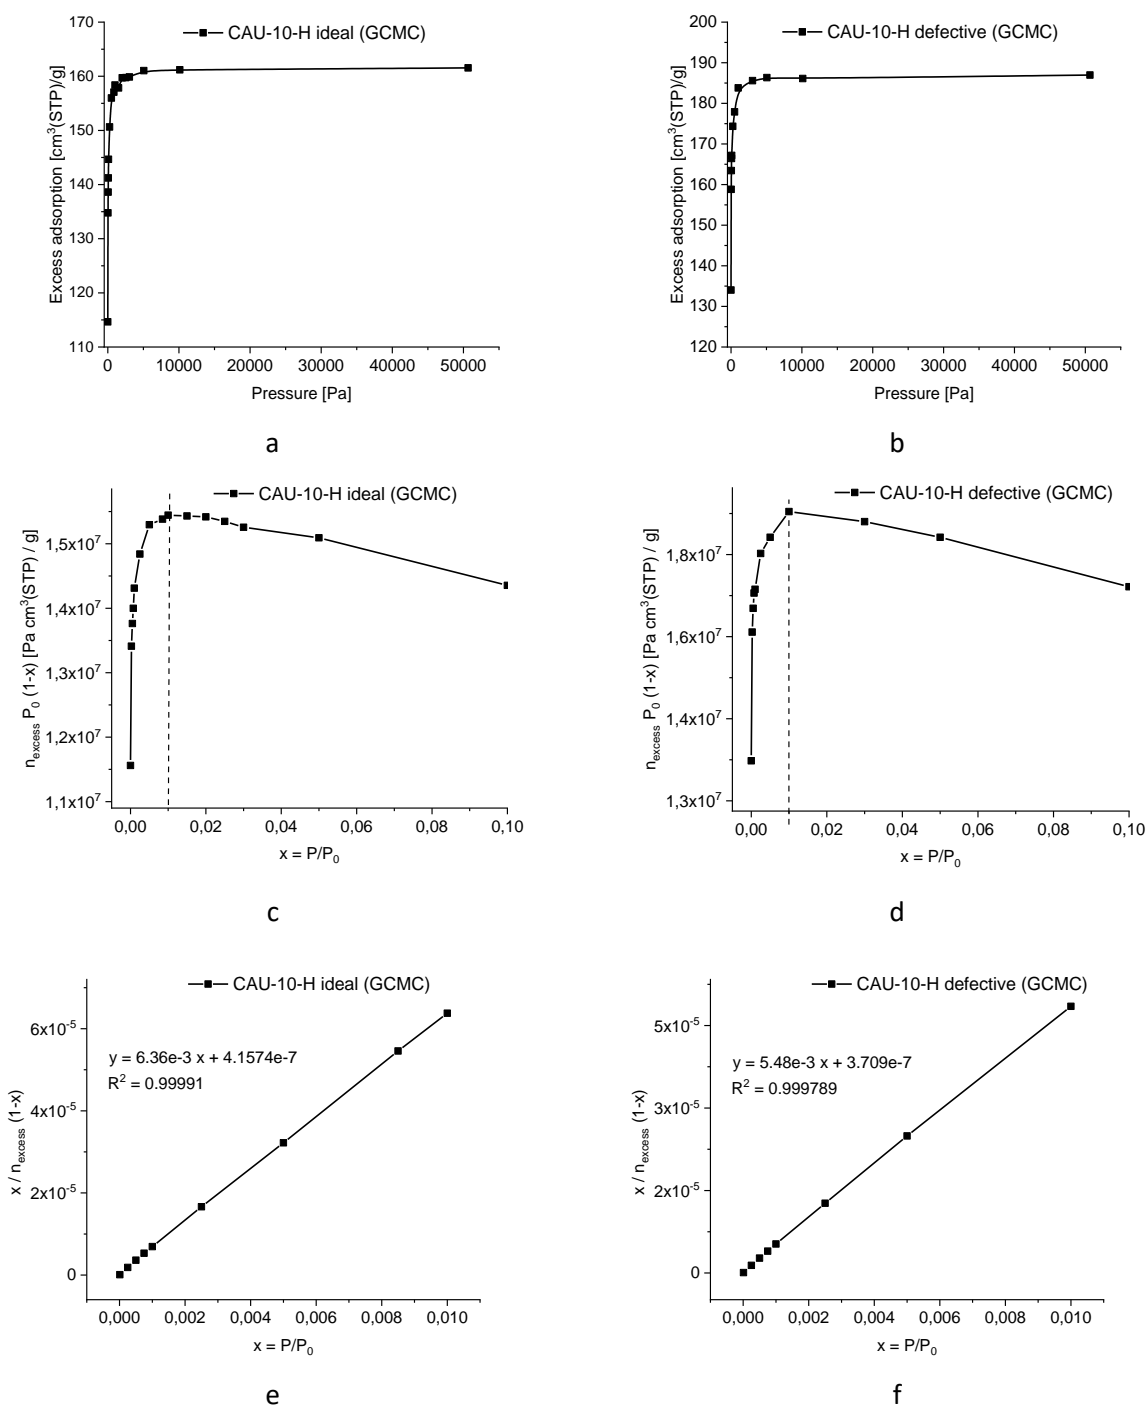 CAU-10-H ideal (GCMC)
170
160
150
140
130
120
110
Excess adsorption [cm³(STP)/g]
0 10000 20000 30000 40000 50000
Pressure [Pa]
a
CAU-10-H defective (GCMC)
200
190
180
170
160
150
140
130
120
Excess adsorption [cm³(STP)/g]
0 10000 20000 30000 40000 50000
Pressure [Pa]
b
CAU-10-H ideal (GCMC)
1,5x10⁷
1,4x10⁷
1,3x10⁷
1,2x10⁷
1,1x10⁷
n_excess P₀ (1-x) [Pa cm³(STP) / g]
0,00 0,02 0,04 0,06 0,08 0,10
x = P/P₀
c
CAU-10-H defective (GCMC)
1,8x10⁷
1,6x10⁷
1,4x10⁷
1,3x10⁷
n_excess P₀ (1-x) [Pa cm³(STP) / g]
0,00 0,02 0,04 0,06 0,08 0,10
x = P/P₀
d
CAU-10-H ideal (GCMC)
y = 6.36e-3 x + 4.1574e-7
R² = 0.99991
6x10⁻⁵
4x10⁻⁵
2x10⁻⁵
0
x / n_excess (1-x)
0,000 0,002 0,004 0,006 0,008 0,010
x = P/P₀
e
CAU-10-H defective (GCMC)
y = 5.48e-3 x + 3.709e-7
R² = 0.999789
5x10⁻⁵
3x10⁻⁵
2x10⁻⁵
0
x / n_excess (1-x)
0,000 0,002 0,004 0,006 0,008 0,010
x = P/P₀
f